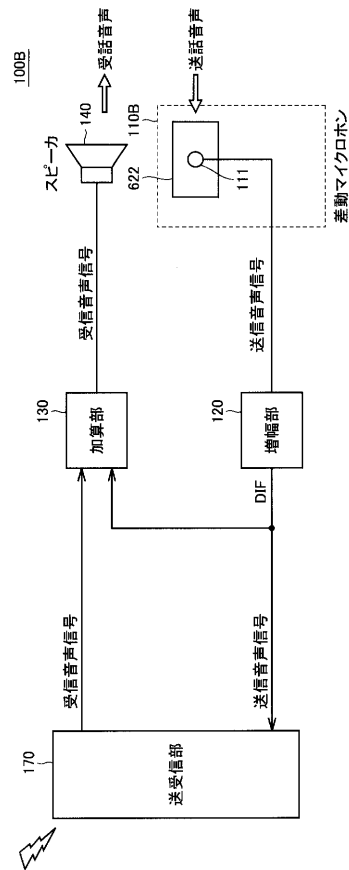 100B
スピーカ
140
受話音声
受信音声信号
130
加算部
受信音声信号
170
送受信部
送話音声
110B
622
111
差動マイクロホン
送信音声信号
120
増幅部
DIF
送信音声信号